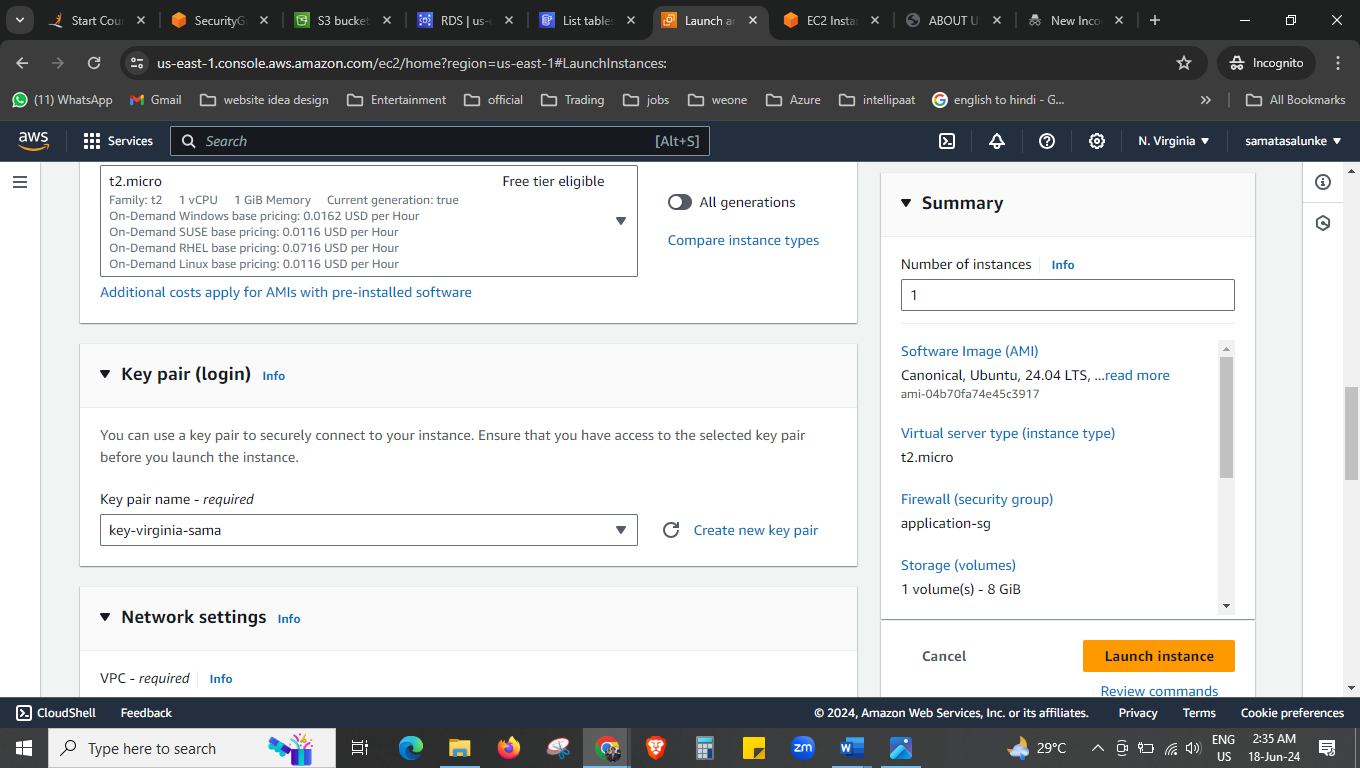 Start Cour
SecurityGr
S3 bucket
RDS | us-e
List tables
Launch an
EC2 Insta
ABOUT U
New Inco
us-east-1.console.aws.amazon.com/ec2/home?region=us-east-1#LaunchInstances:
Incognito
(11) WhatsApp
Gmail
website idea design
Entertainment
official
Trading
jobs
weone
Azure
intellipaat
english to hindi - G...
All Bookmarks
aws
Services
Search
[Alt+S]
N. Virginia
samatasalunke
t2.micro
Free tier eligible
Family: t2 1 vCPU 1 GiB Memory Current generation: true
On-Demand Windows base pricing: 0.0162 USD per Hour
On-Demand SUSE base pricing: 0.0116 USD per Hour
On-Demand RHEL base pricing: 0.0716 USD per Hour
On-Demand Linux base pricing: 0.0116 USD per Hour
All generations
Compare instance types
Additional costs apply for AMIs with pre-installed software
Key pair (login) Info
You can use a key pair to securely connect to your instance. Ensure that you have access to the selected key pair
before you launch the instance.
Key pair name - required
key-virginia-sama
Create new key pair
Network settings Info
VPC - required Info
Summary
Number of instances Info
1
Software Image (AMI)
Canonical, Ubuntu, 24.04 LTS, ...read more
ami-04b70fa74e45c3917
Virtual server type (instance type)
t2.micro
Firewall (security group)
application-sg
Storage (volumes)
1 volume(s) - 8 GiB
Cancel
Launch instance
Review commands
CloudShell
Feedback
© 2024, Amazon Web Services, Inc. or its affiliates.
Privacy
Terms
Cookie preferences
Type here to search
zm
29°C
ENG
US
2:35 AM
18-Jun-24